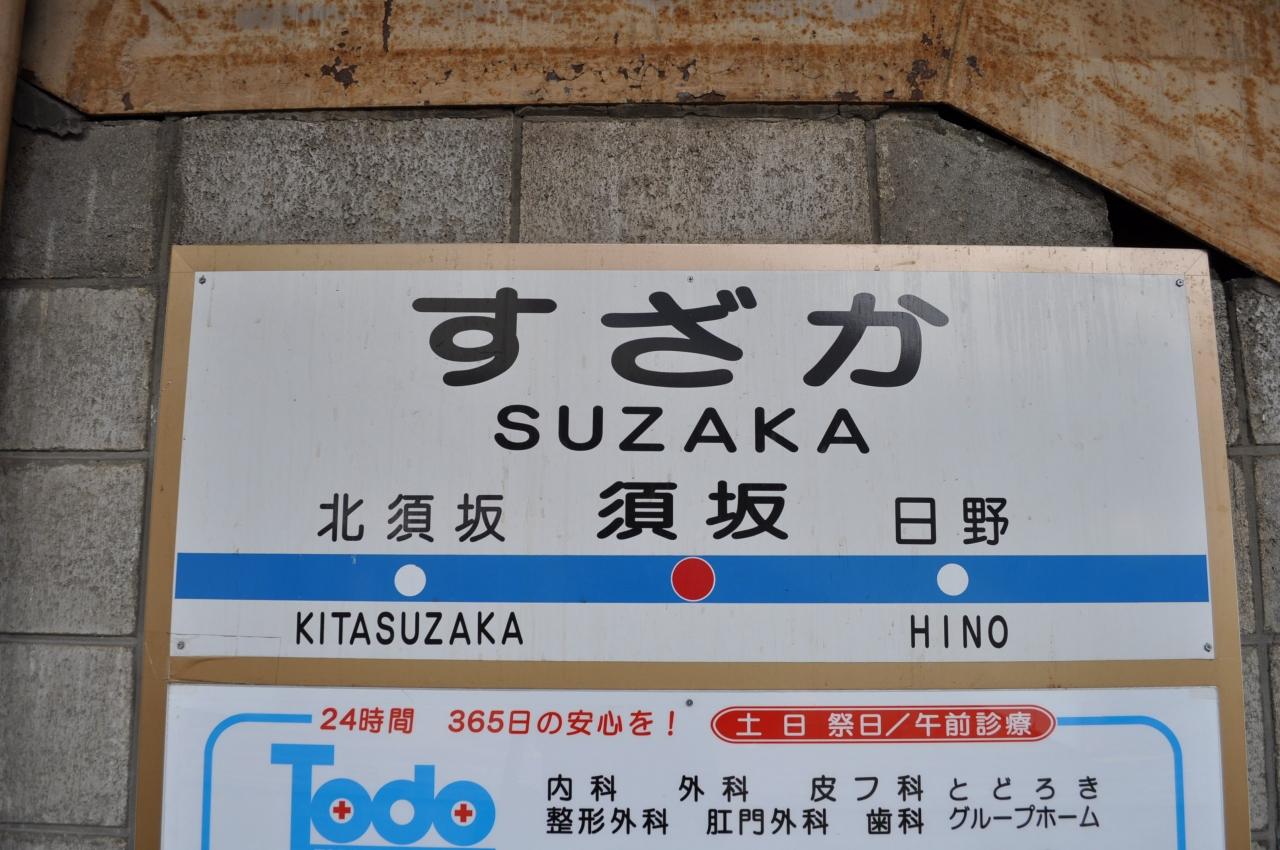 すざか
SUZAKA
北須坂 須坂 日野
KITASUZAKA HINO
24時間 365日の安心を! 土日 祭日/午前診療
Todo
内科 外科 皮フ科 とどろき
整形外科 肛門外科 歯科 グループホーム